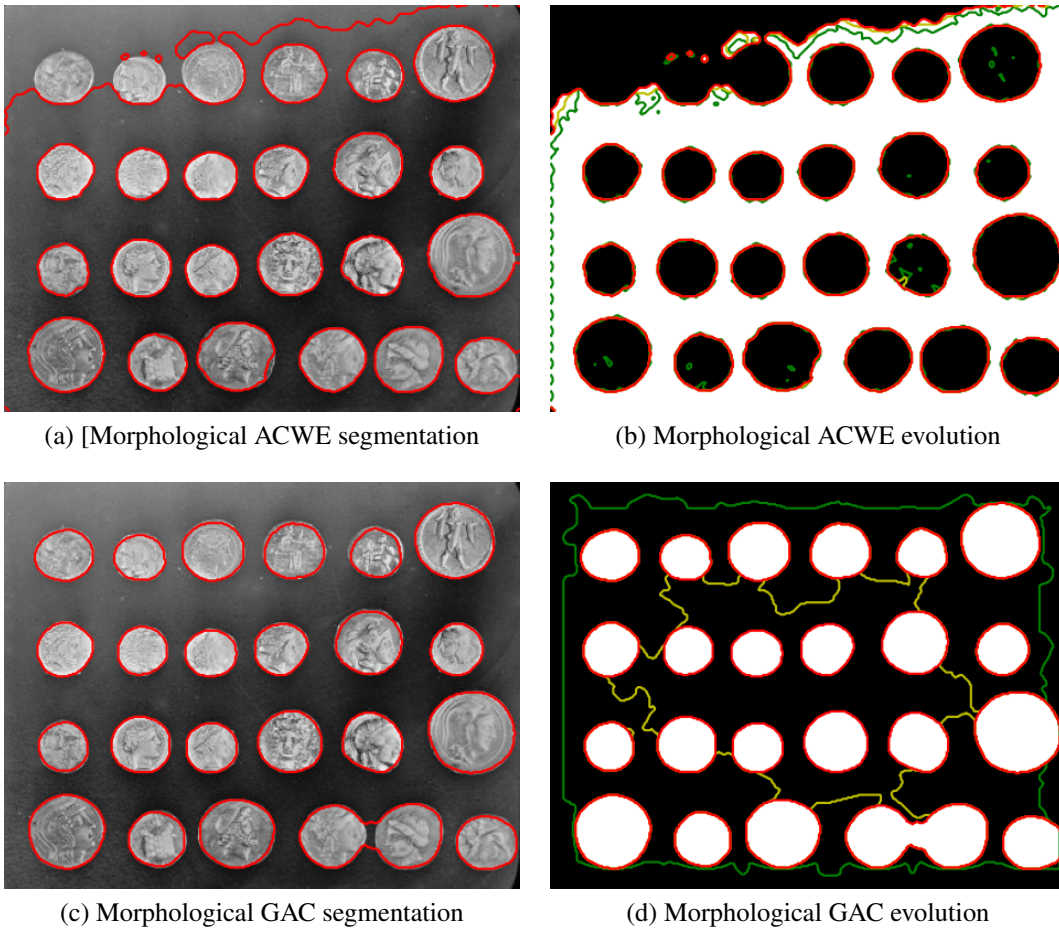 (a) [Morphological ACWE segmentation
(b) Morphological ACWE evolution
(c) Morphological GAC segmentation
(d) Morphological GAC evolution